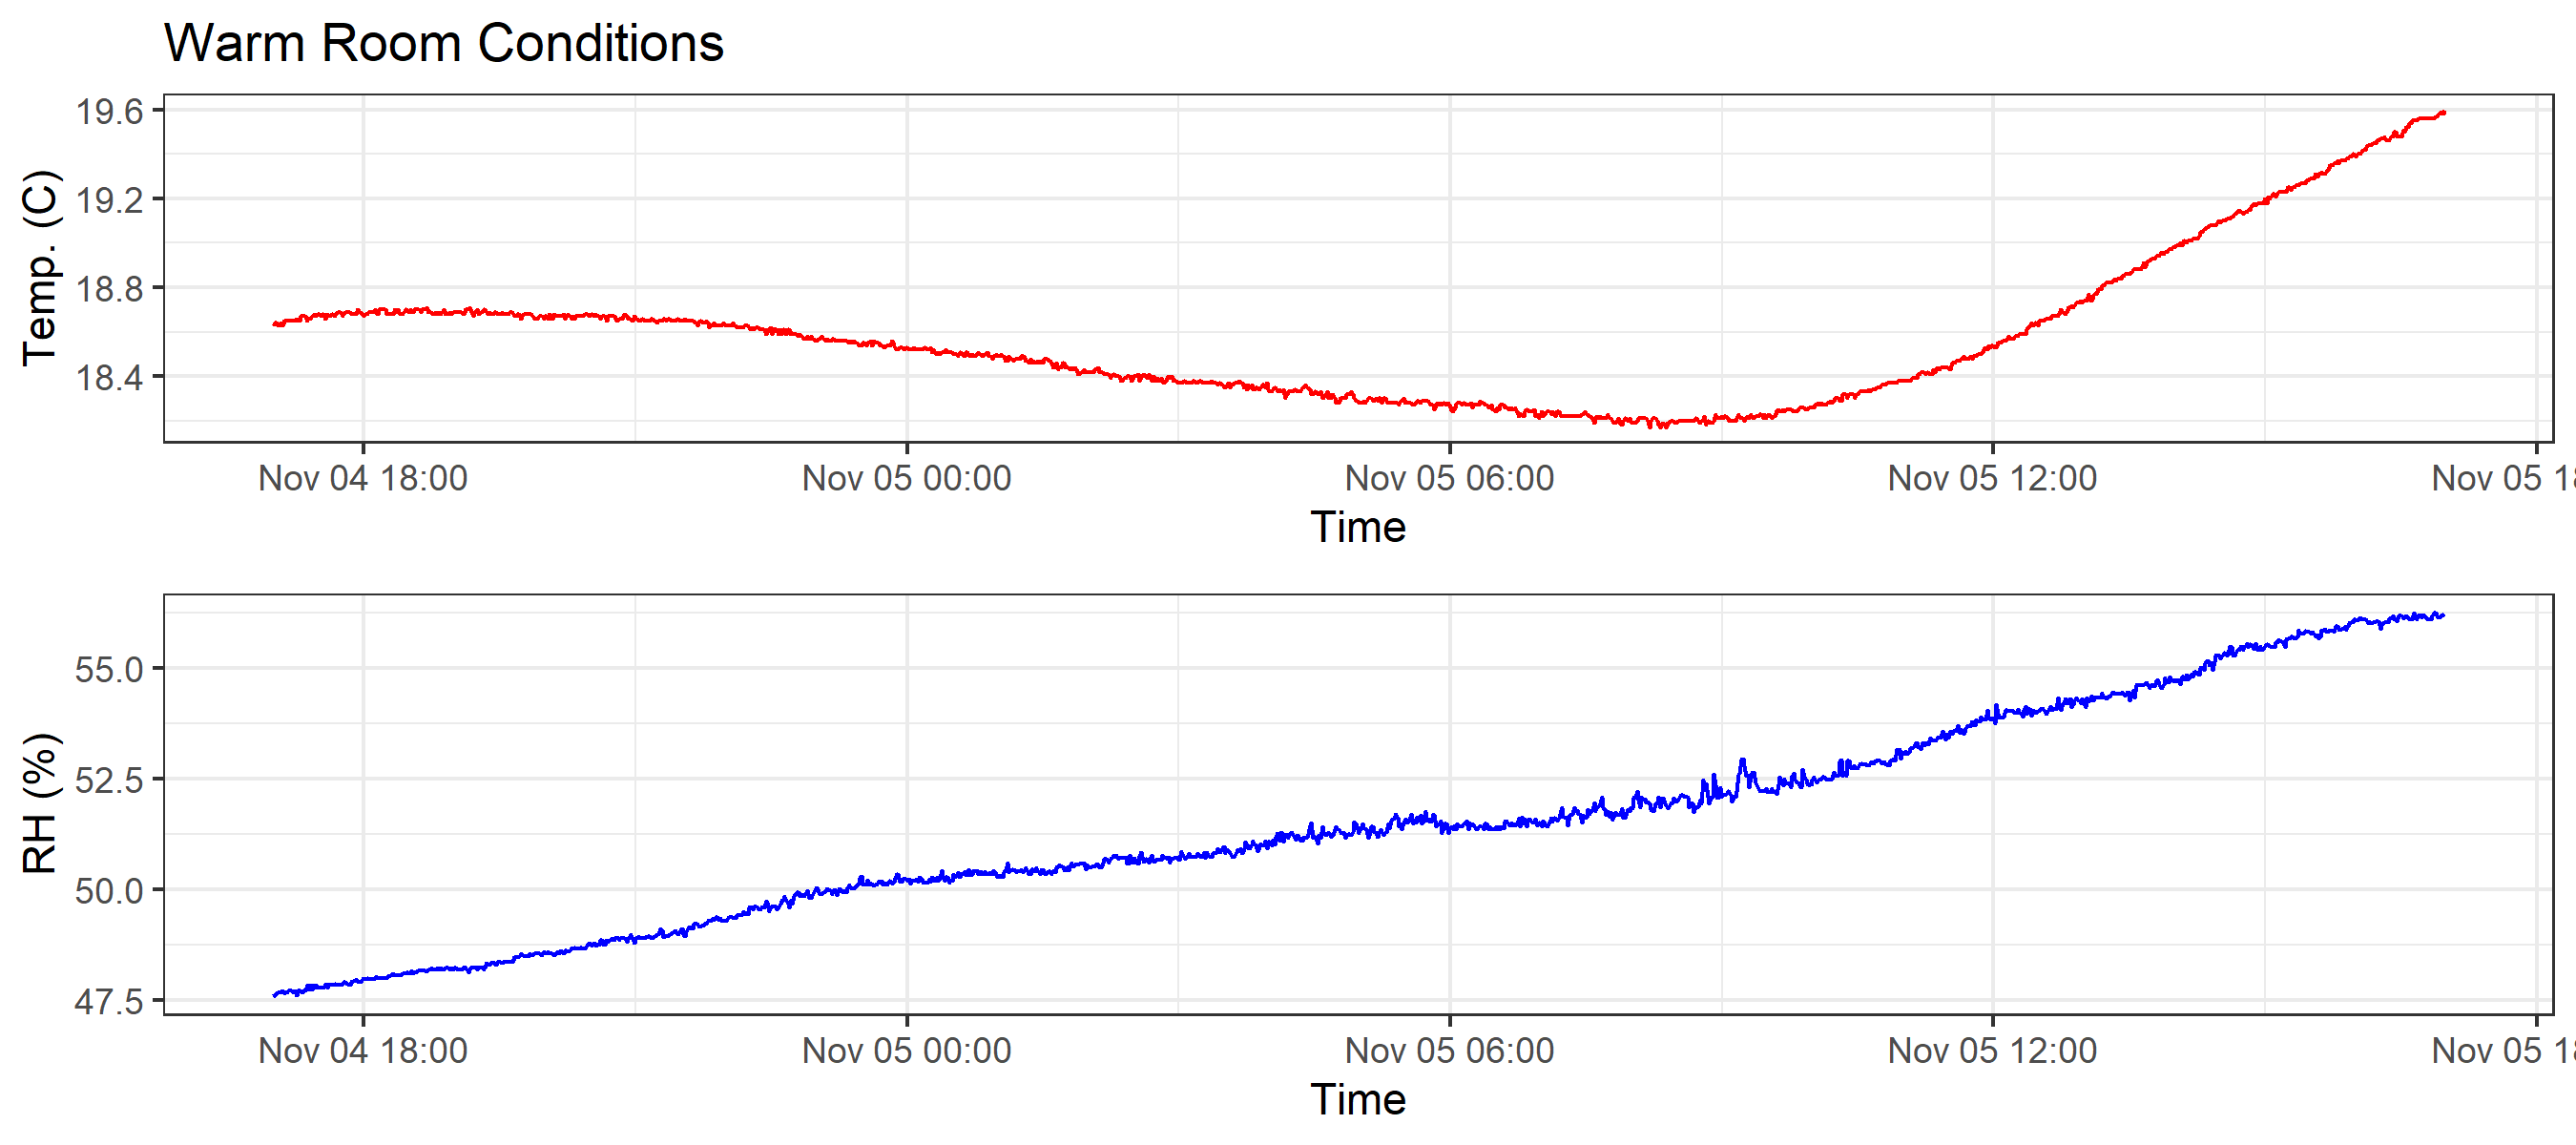 Warm Room Conditions
19.6
19.2
18.8
18.4
Temp. (C)
Nov 04 18:00 Nov 05 00:00 Nov 05 06:00 Nov 05 12:00 Nov 05 18
Time
55.0
52.5
50.0
47.5
RH (%)
Nov 04 18:00 Nov 05 00:00 Nov 05 06:00 Nov 05 12:00 Nov 05 18
Time